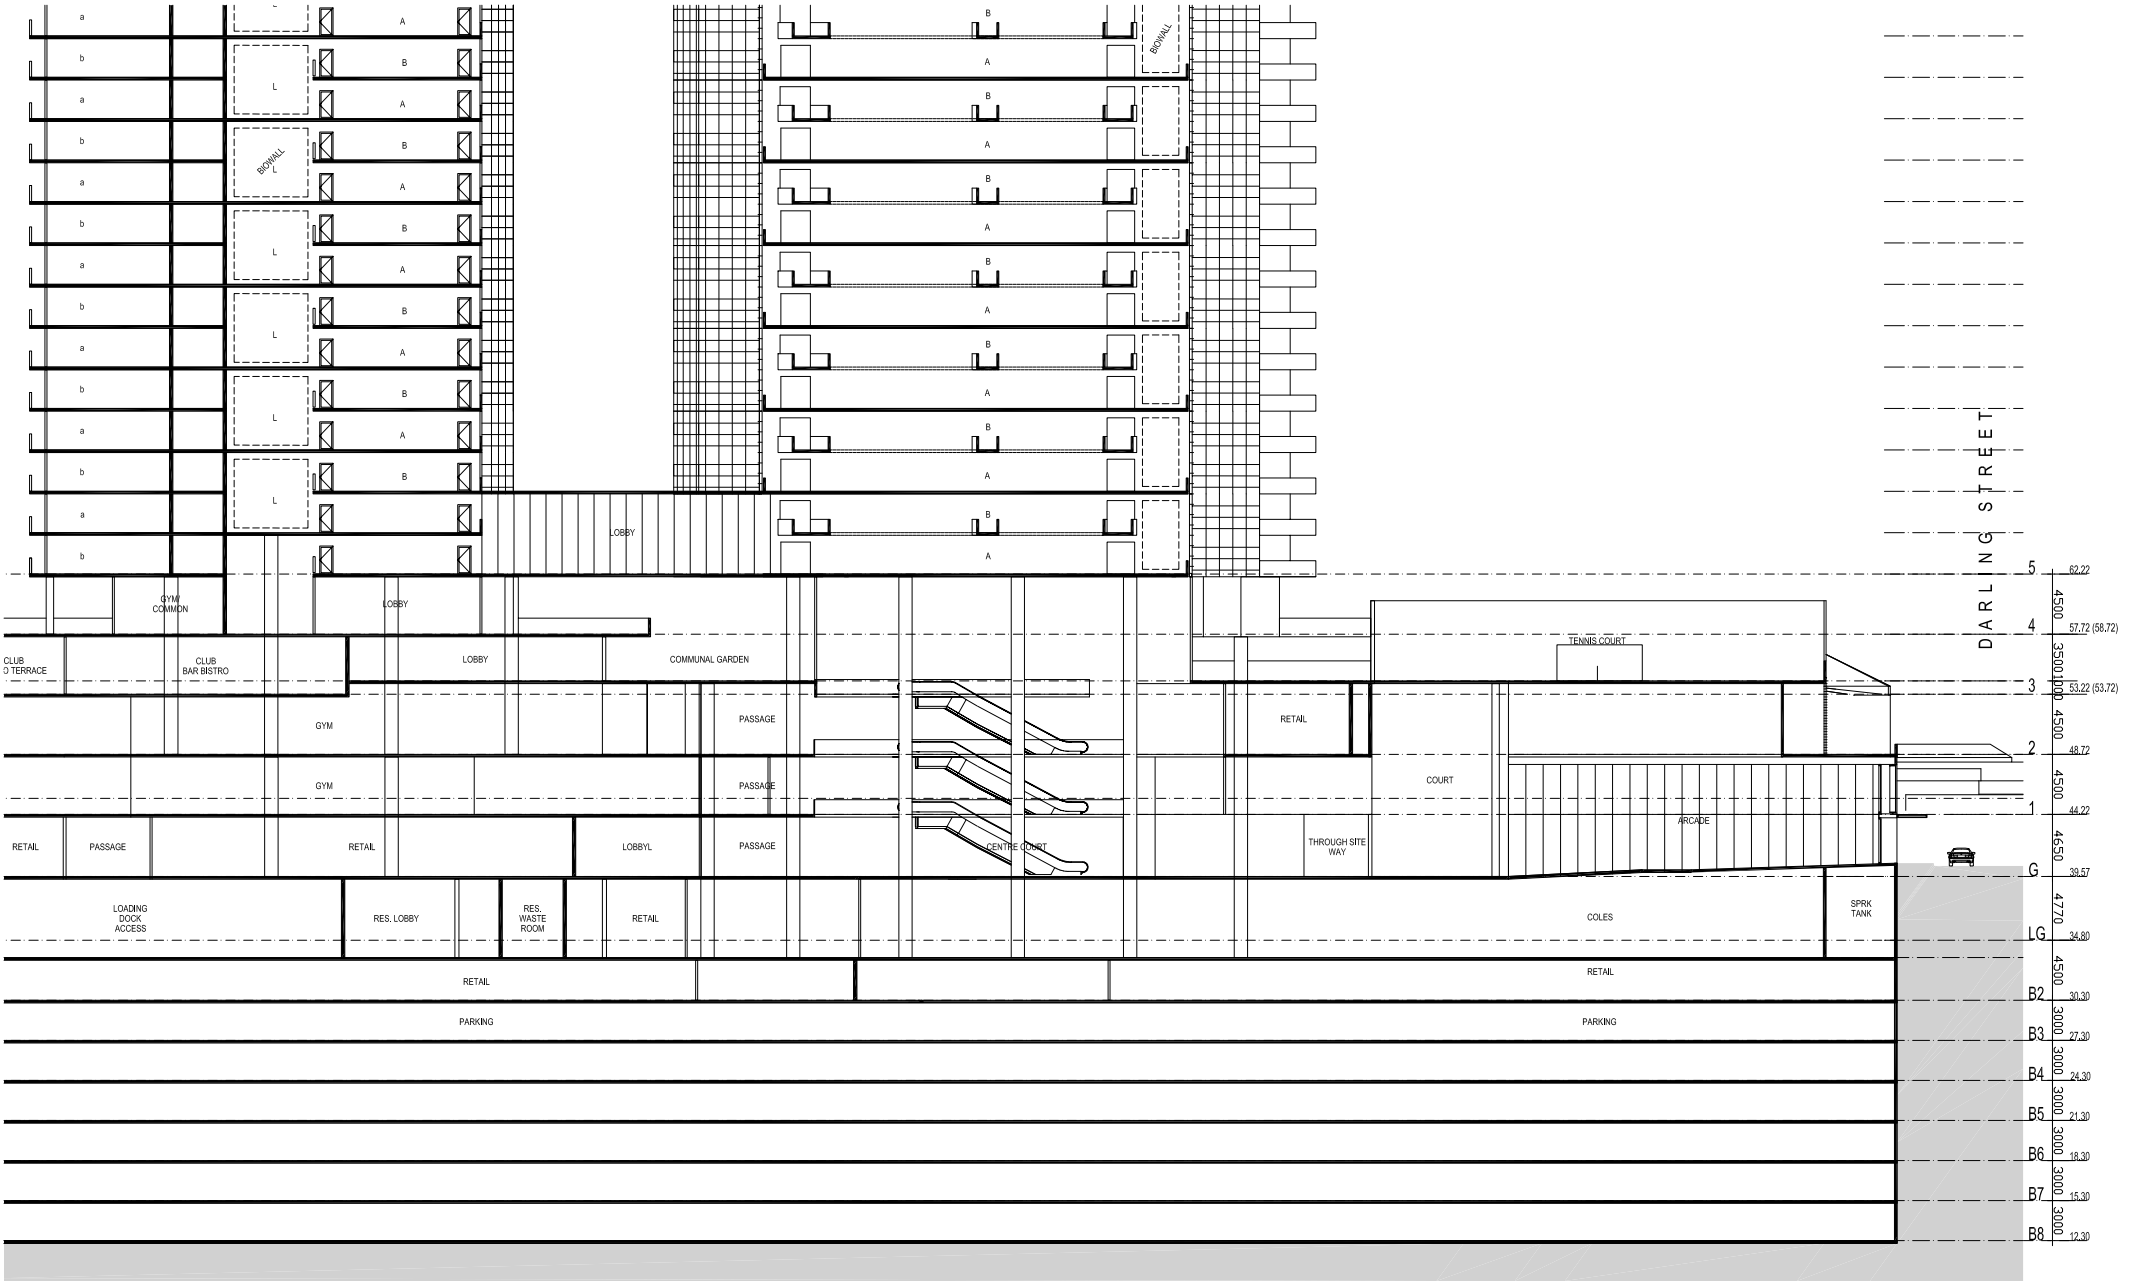 a
L
A
B
b
B
A
BIOWALL
a
L
A
B
b
B
A
a
BIOWALL
L
A
B
b
B
A
a
L
A
B
b
B
A
a
L
A
B
b
B
A
a
L
A
B
b
B
A
a
L
LOBBY
B
b
A
DARLING STREET
5
62.22
GYM/
COMMON
LOBBY
4500
4
57.72 (58.72)
CLUB
O TERRACE
CLUB
BAR BISTRO
LOBBY
COMMUNAL GARDEN
TENNIS COURT
3500
1000
3
53.22 (53.72)
GYM
PASSAGE
RETAIL
4500
2
48.72
GYM
PASSAGE
COURT
4500
1
44.22
RETAIL
PASSAGE
RETAIL
LOBBYL
PASSAGE
CENTRE COURT
THROUGH SITE
WAY
ARCADE
4650
G
39.57
LOADING
DOCK
ACCESS
RES. LOBBY
RES.
WASTE
ROOM
RETAIL
COLES
SPRK
TANK
4770
LG
34.80
RETAIL
RETAIL
4500
B2
30.30
PARKING
PARKING
3000
B3
27.30
3000
B4
24.30
3000
B5
21.30
3000
B6
18.30
3000
B7
15.30
3000
B8
12.30